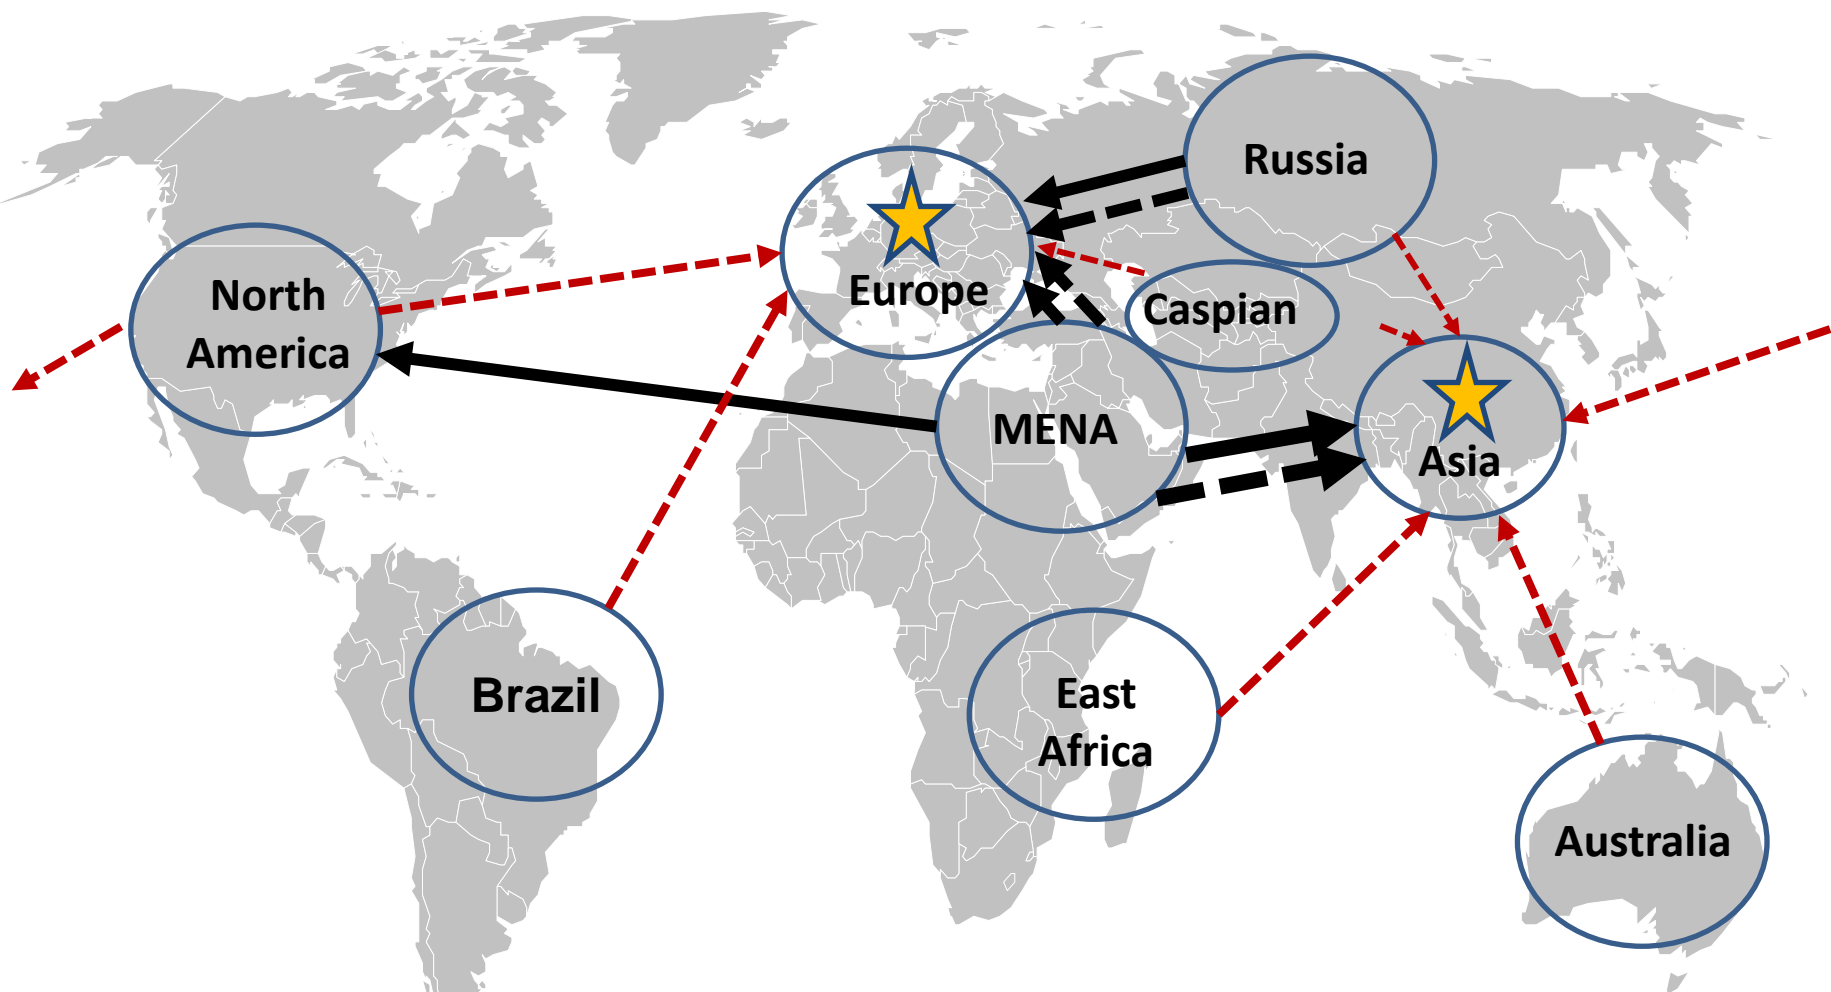 Russia
North
America
Europe
Caspian
MENA
Asia
Brazil
East
Africa
Australia